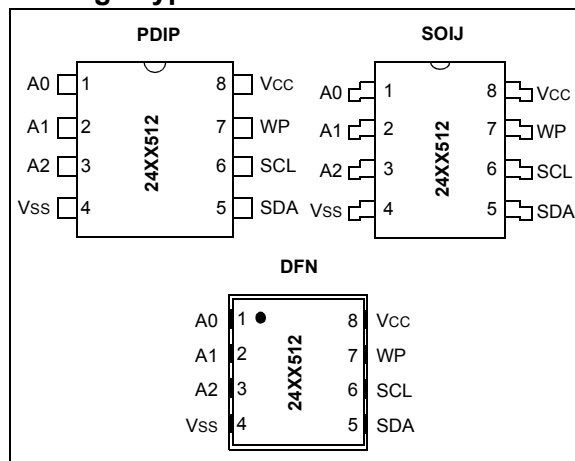 PDIP
A0 1 8 VCC
A1 2 7 WP
A2 3 6 SCL
VSS 4 5 SDA
24XX512
SOIJ
A0 1 8 VCC
A1 2 7 WP
A2 3 6 SCL
VSS 4 5 SDA
24XX512
DFN
A0 1 8 VCC
A1 2 7 WP
A2 3 6 SCL
VSS 4 5 SDA
24XX512